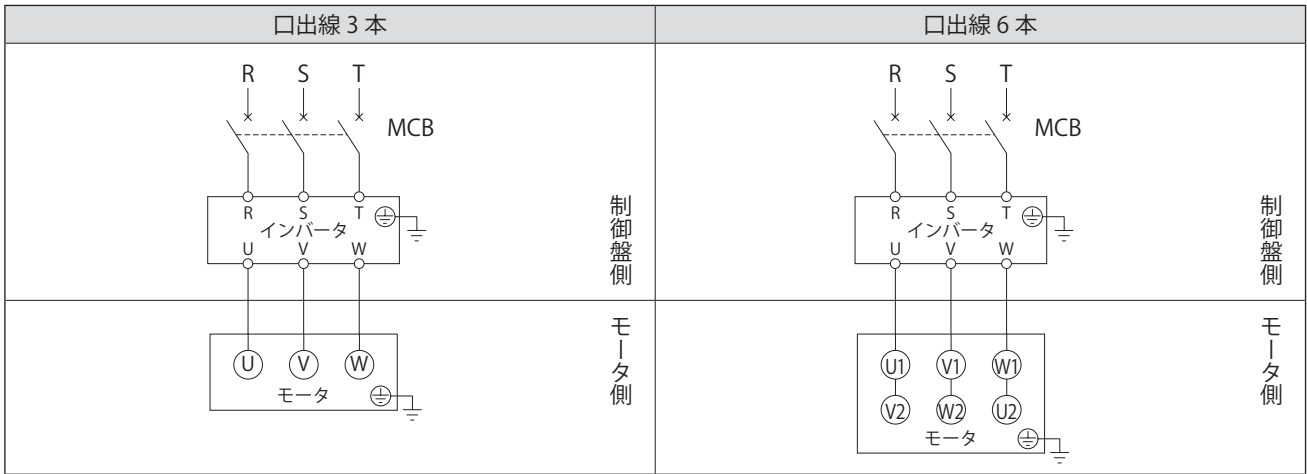 口出線 3 本
口出線 6 本
R S T
MCB
R S T
インバータ
U V W
制御盤側
U V W
モータ
モータ側
R S T
MCB
R S T
インバータ
U V W
制御盤側
U1 V1 W1
V2 W2 U2
モータ
モータ側